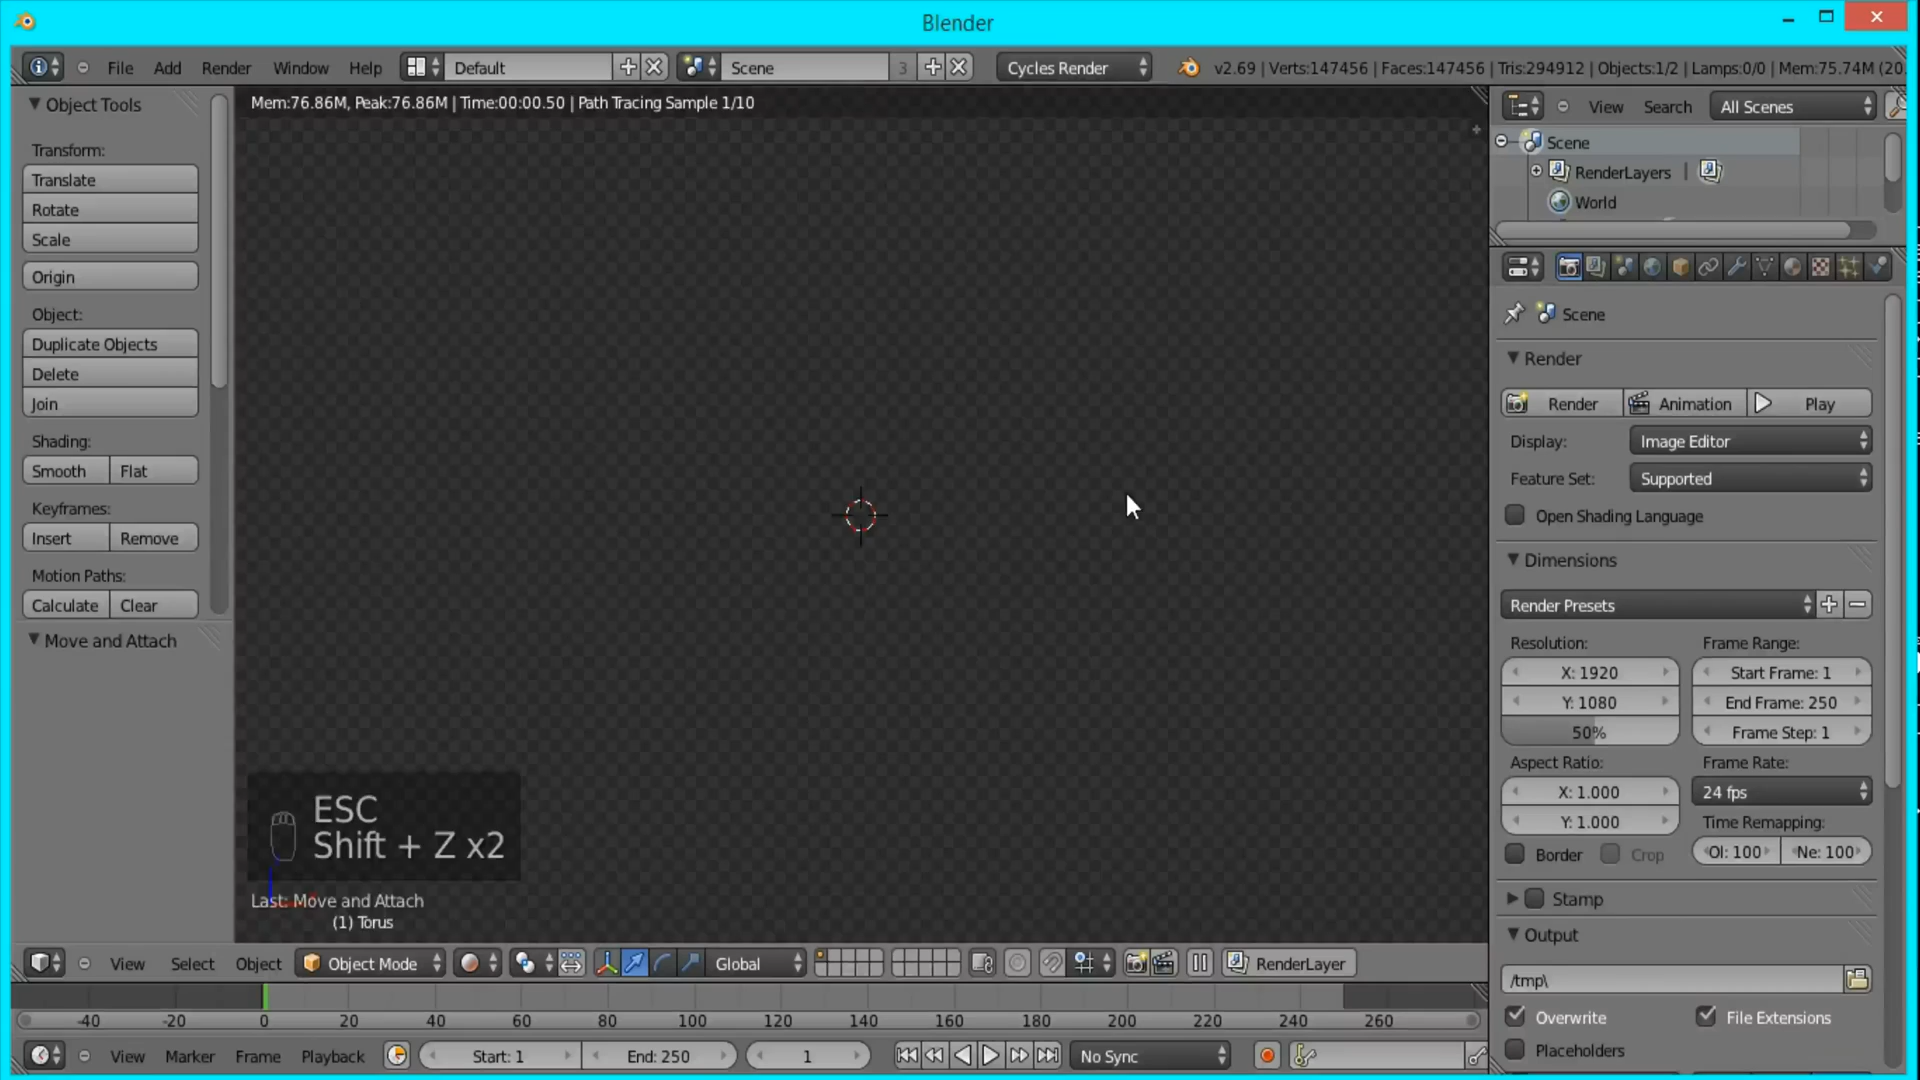 Blender
File Add Render Window Help Default Scene 3 Cycles Render v2.69 | Verts:147456 | Faces:147456 | Tris:294912 | Objects:1/2 | Lamps:0/0 | Mem:75.74M (20.
Object Tools
Transform:
Translate
Rotate
Scale
Origin
Object:
Duplicate Objects
Delete
Join
Shading:
Smooth Flat
Keyframes:
Insert Remove
Motion Paths:
Calculate Clear
Move and Attach
Mem:76.86M, Peak:76.86M | Time:00:00.50 | Path Tracing Sample 1/10
ESC
Shift + Z x2
Last: Move and Attach
(1) Torus
View Select Object Object Mode Global RenderLayer
-40 -20 0 20 40 60 80 100 120 140 160 180 200 220 240 260
View Marker Frame Playback Start: 1 End: 250 1 No Sync
View Search All Scenes
Scene
RenderLayers |
World
Scene
Render
Render Animation Play
Display: Image Editor
Feature Set: Supported
Open Shading Language
Dimensions
Render Presets
Resolution: Frame Range:
X: 1920 Start Frame: 1
Y: 1080 End Frame: 250
50% Frame Step: 1
Aspect Ratio: Frame Rate:
X: 1.000 24 fps
Y: 1.000 Time Remapping:
Border Crop Ol: 100 Ne: 100
Stamp
Output
/tmp\
Overwrite File Extensions
Placeholders